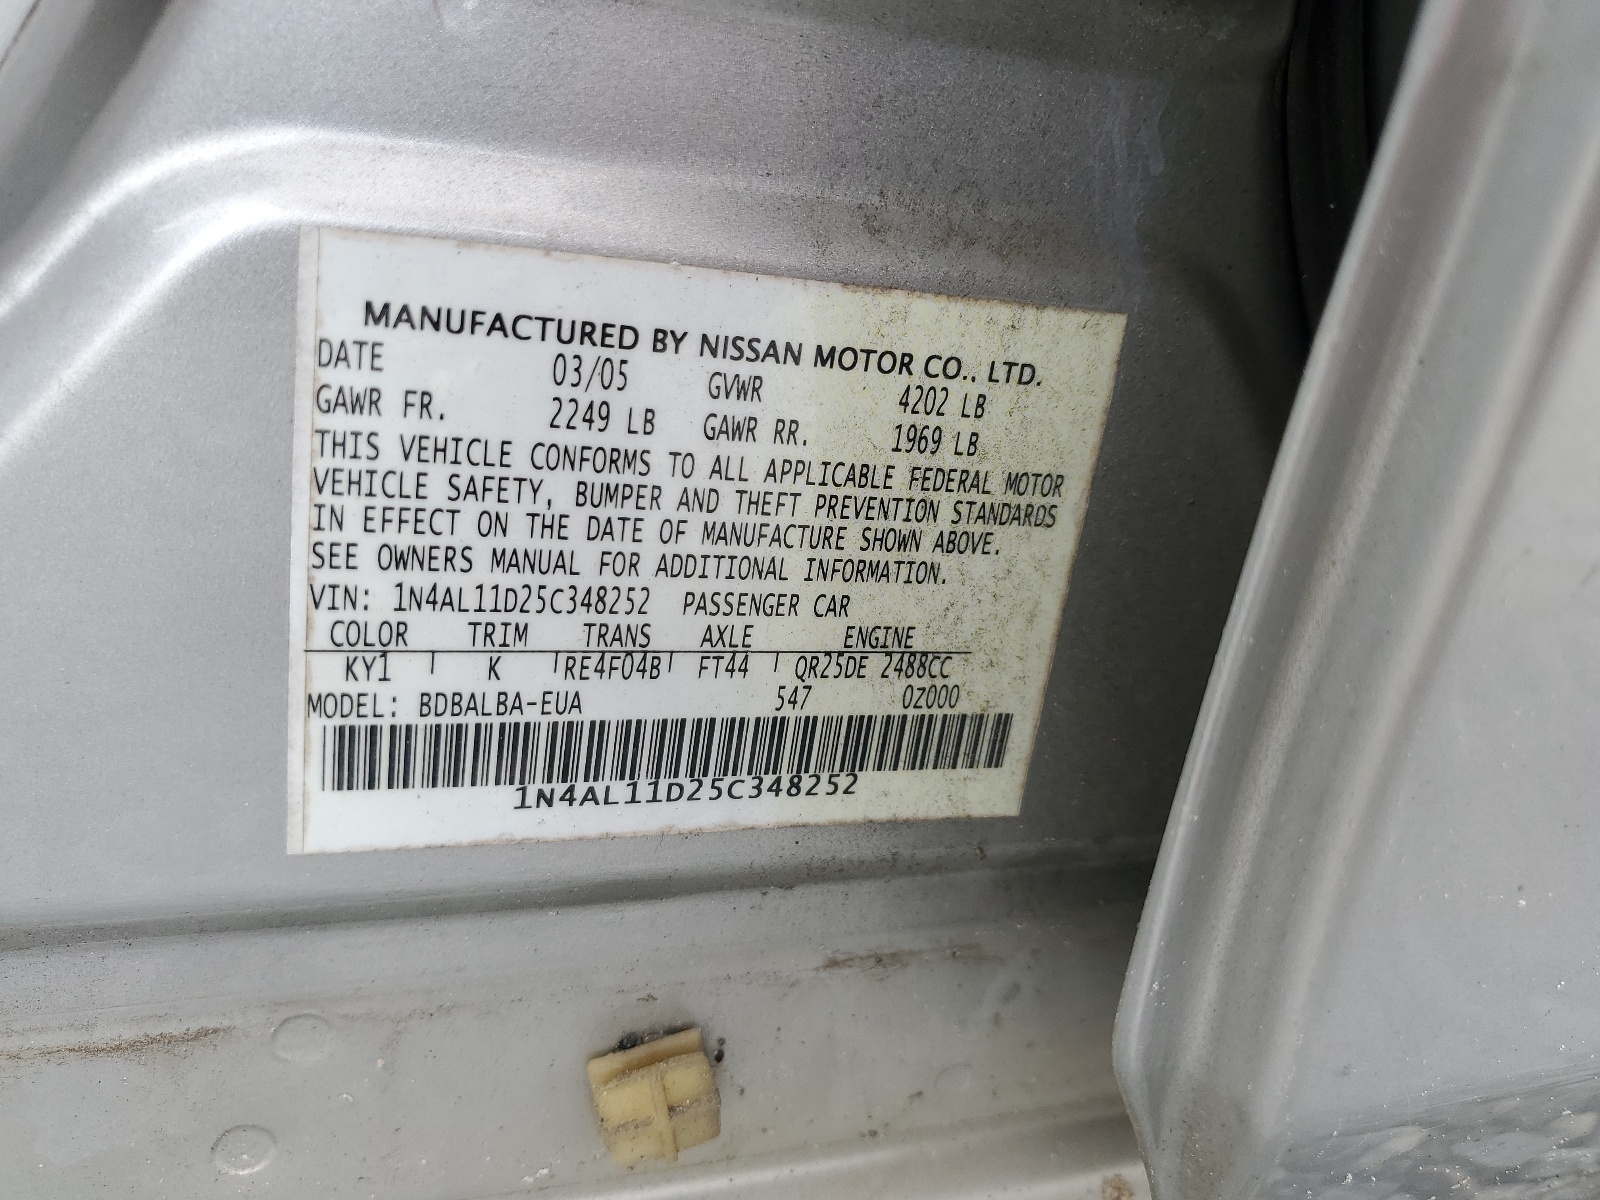 MANUFACTURED BY NISSAN MOTOR CO., LTD.
DATE 03/05 GVWR 4202 LB
GAWR FR. 2249 LB GAWR RR. 1969 LB
THIS VEHICLE CONFORMS TO ALL APPLICABLE FEDERAL MOTOR
VEHICLE SAFETY, BUMPER AND THEFT PREVENTION STANDARDS
IN EFFECT ON THE DATE OF MANUFACTURE SHOWN ABOVE.
SEE OWNERS MANUAL FOR ADDITIONAL INFORMATION.
VIN: 1N4AL11D25C348252 PASSENGER CAR
COLOR TRIM TRANS AXLE ENGINE
KY1 K RE4F04B FT44 QR25DE 2488CC
MODEL: BDBALBA-EUA 547 0Z000
1N4AL11D25C348252